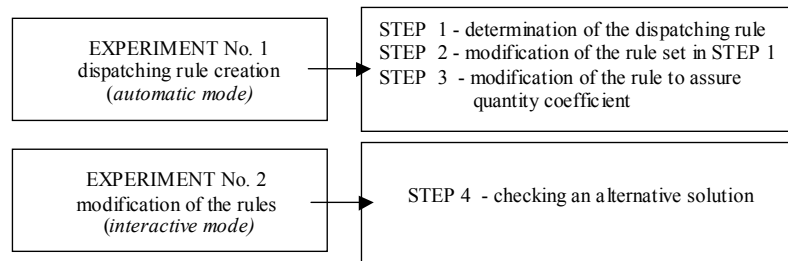 EXPERIMENT No. 1
dispatching rule creation
(automatic mode)
STEP 1 - determination of the dispatching rule
STEP 2 - modification of the rule set in STEP 1
STEP 3 - modification of the rule to assure
quantity coefficient
EXPERIMENT No. 2
modification of the rules
(interactive mode)
STEP 4 - checking an alternative solution